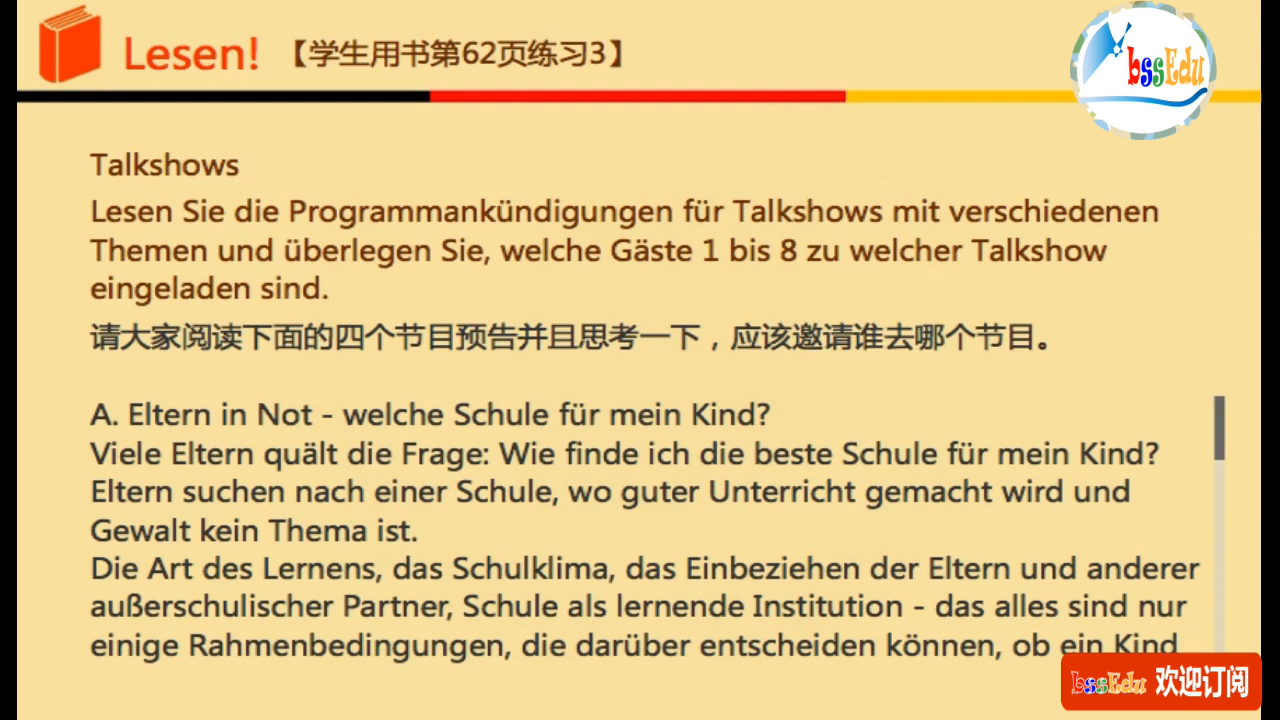 Lesen! 【学生用书第62页练习3】
bssEdu
Talkshows
Lesen Sie die Programmankündigungen für Talkshows mit verschiedenen
Themen und überlegen Sie, welche Gäste 1 bis 8 zu welcher Talkshow
eingeladen sind.
请大家阅读下面的四个节目预告并且思考一下，应该邀请谁去哪个节目。
A. Eltern in Not - welche Schule für mein Kind?
Viele Eltern quält die Frage: Wie finde ich die beste Schule für mein Kind?
Eltern suchen nach einer Schule, wo guter Unterricht gemacht wird und
Gewalt kein Thema ist.
Die Art des Lernens, das Schulklima, das Einbeziehen der Eltern und anderer
außerschulischer Partner, Schule als lernende Institution - das alles sind nur
einige Rahmenbedingungen, die darüber entscheiden können, ob ein Kind
bssEdu 欢迎订阅